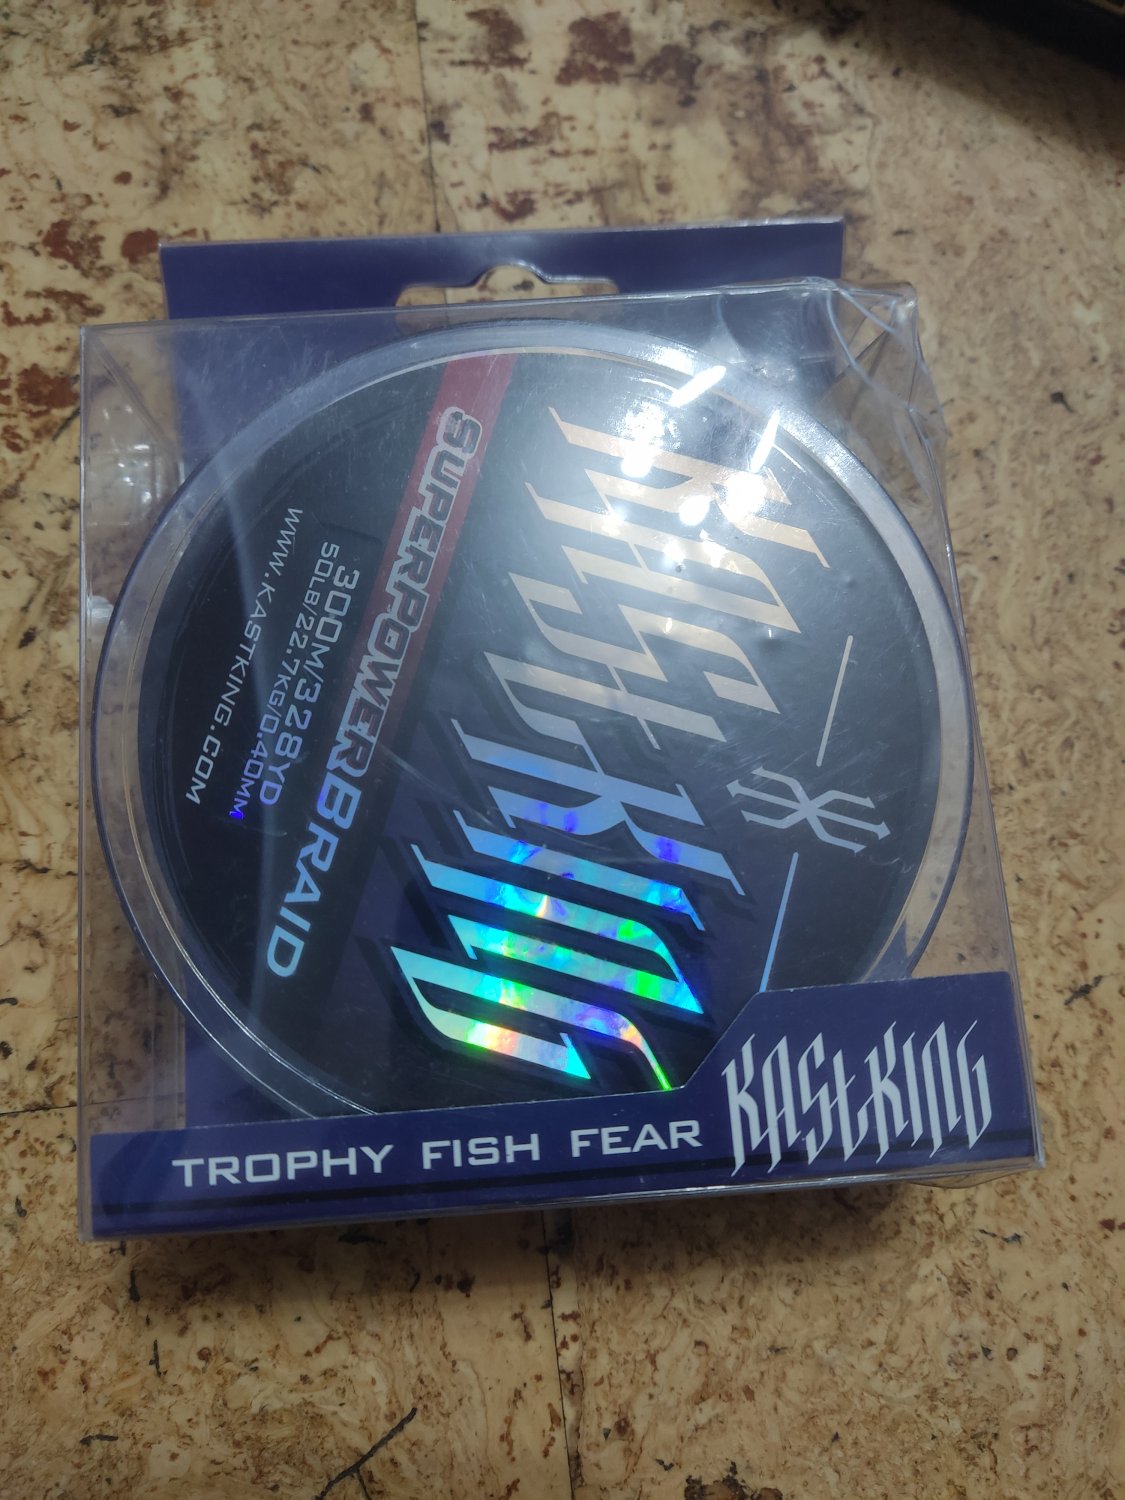 KastKing
SUPERPOWERBRAID
300M/328YD
50LB/22.7KG/0.40MM
WWW.KASTKING.COM
TROPHY FISH FEAR
KASTKING